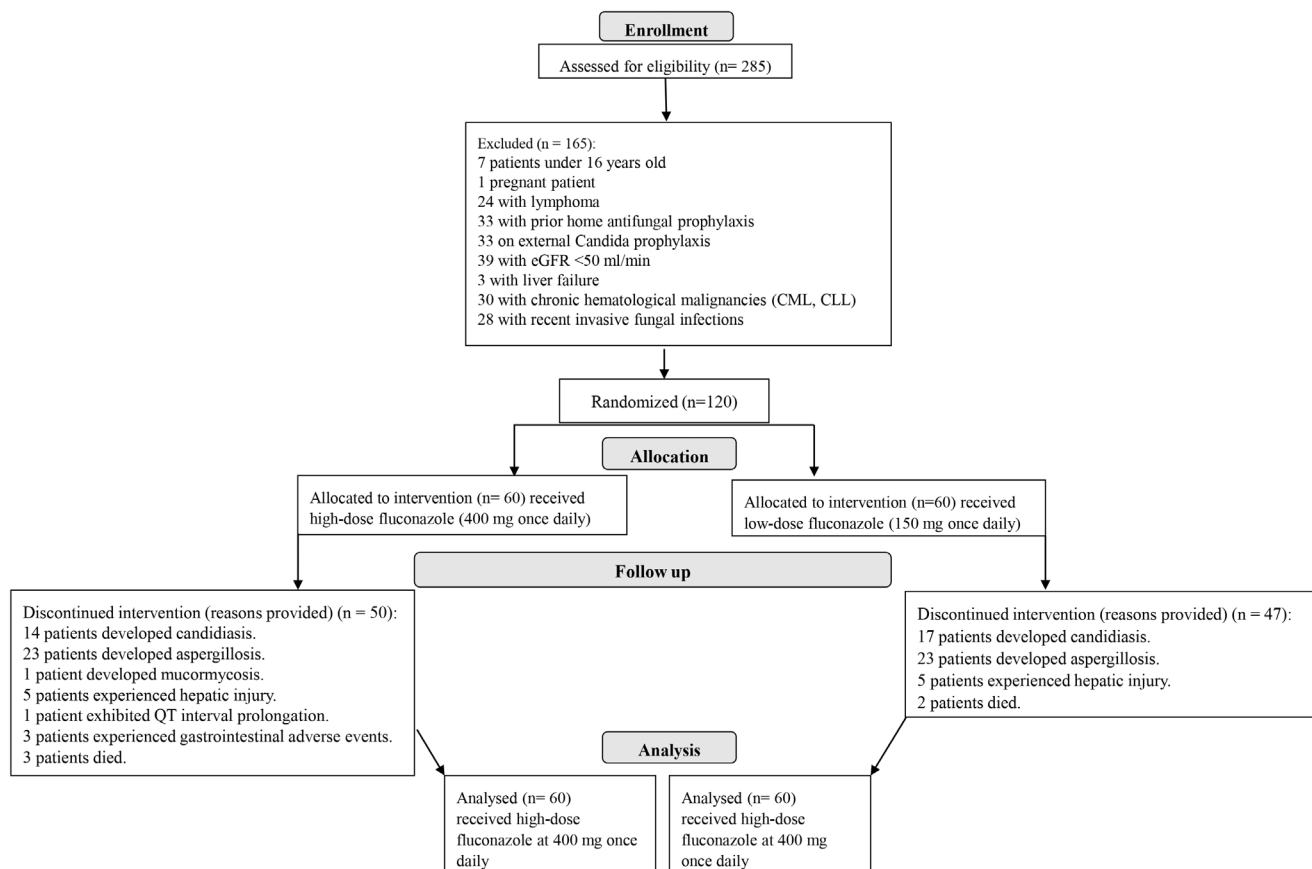 Enrollment
Assessed for eligibility (n= 285)
Excluded (n = 165):
7 patients under 16 years old
1 pregnant patient
24 with lymphoma
33 with prior home antifungal prophylaxis
33 on external Candida prophylaxis
39 with eGFR <50 ml/min
3 with liver failure
30 with chronic hematological malignancies (CML, CLL)
28 with recent invasive fungal infections
Randomized (n=120)
Allocation
Allocated to intervention (n= 60) received
high-dose fluconazole (400 mg once daily)
Allocated to intervention (n=60) received
low-dose fluconazole (150 mg once daily)
Follow up
Discontinued intervention (reasons provided) (n = 50):
14 patients developed candidiasis.
23 patients developed aspergillosis.
1 patient developed mucormycosis.
5 patients experienced hepatic injury.
1 patient exhibited QT interval prolongation.
3 patients experienced gastrointestinal adverse events.
3 patients died.
Discontinued intervention (reasons provided) (n = 47):
17 patients developed candidiasis.
23 patients developed aspergillosis.
5 patients experienced hepatic injury.
2 patients died.
Analysis
Analysed (n= 60)
received high-dose
fluconazole at 400 mg once
daily
Analysed (n= 60)
received high-dose
fluconazole at 400 mg
once daily